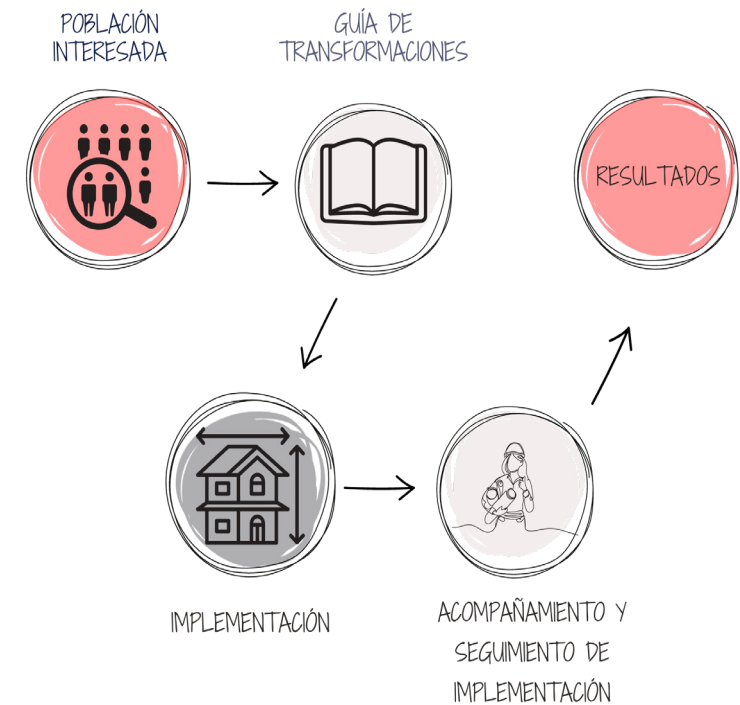 POBLACIÓN
INTERESADA
GUÍA DE
TRANSFORMACIONES
RESULTADOS
IMPLEMENTACIÓN
ACOMPAÑAMIENTO Y
SEGUIMIENTO DE
IMPLEMENTACIÓN